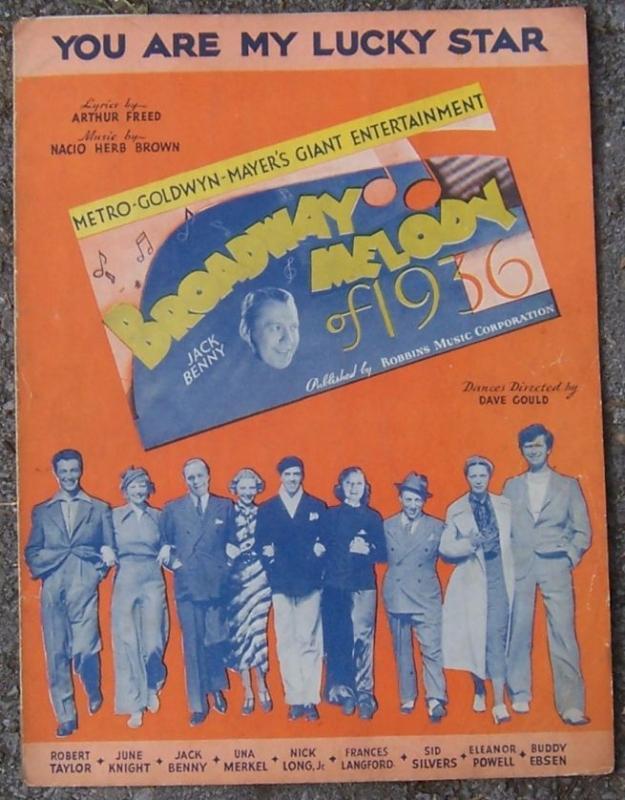 YOU ARE MY LUCKY STAR
Lyrics by
ARTHUR FREED
Music by
NACIO HERB BROWN
METRO-GOLDWYN-MAYER'S GIANT ENTERTAINMENT
BROADWAY
MELODY
of 1936
JACK
BENNY
Published by ROBBINS MUSIC CORPORATION
Dances Directed by
DAVE GOULD
ROBERT TAYLOR + JUNE KNIGHT + JACK BENNY + UNA MERKEL + NICK LONG, Jr. + FRANCES LANGFORD + SID SILVERS + ELEANOR POWELL + BUDDY EBSEN